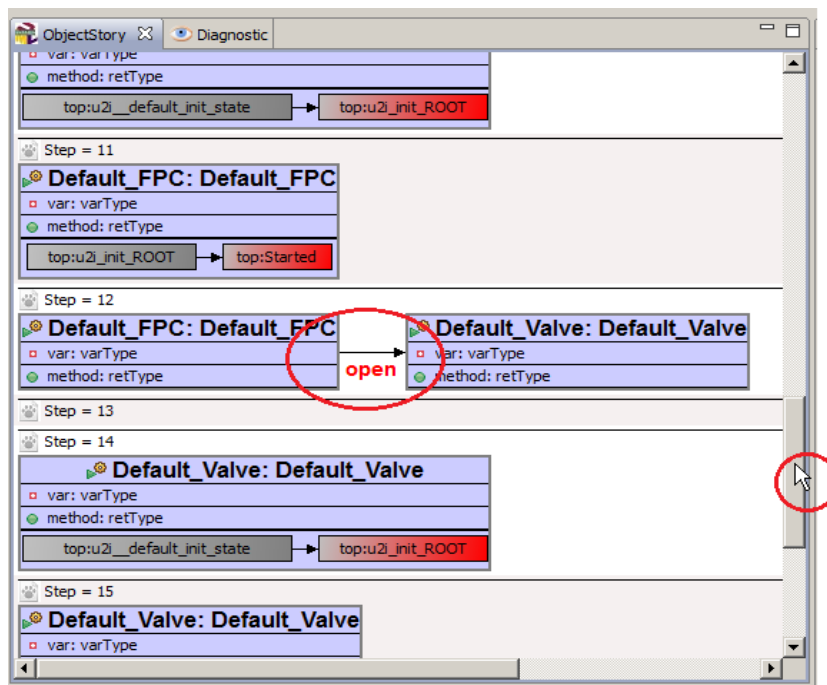 ObjectStory Diagnostic
var: varType
method: retType
top:u2i__default_init_state top:u2i_init_ROOT
Step = 11
Default_FPC: Default_FPC
var: varType
method: retType
top:u2i_init_ROOT top:Started
Step = 12
Default_FPC: Default_FPC Default_Valve: Default_Valve
var: varType open var: varType
method: retType method: retType
Step = 13
Step = 14
Default_Valve: Default_Valve
var: varType
method: retType
top:u2i__default_init_state top:u2i_init_ROOT
Step = 15
Default_Valve: Default_Valve
var: varType